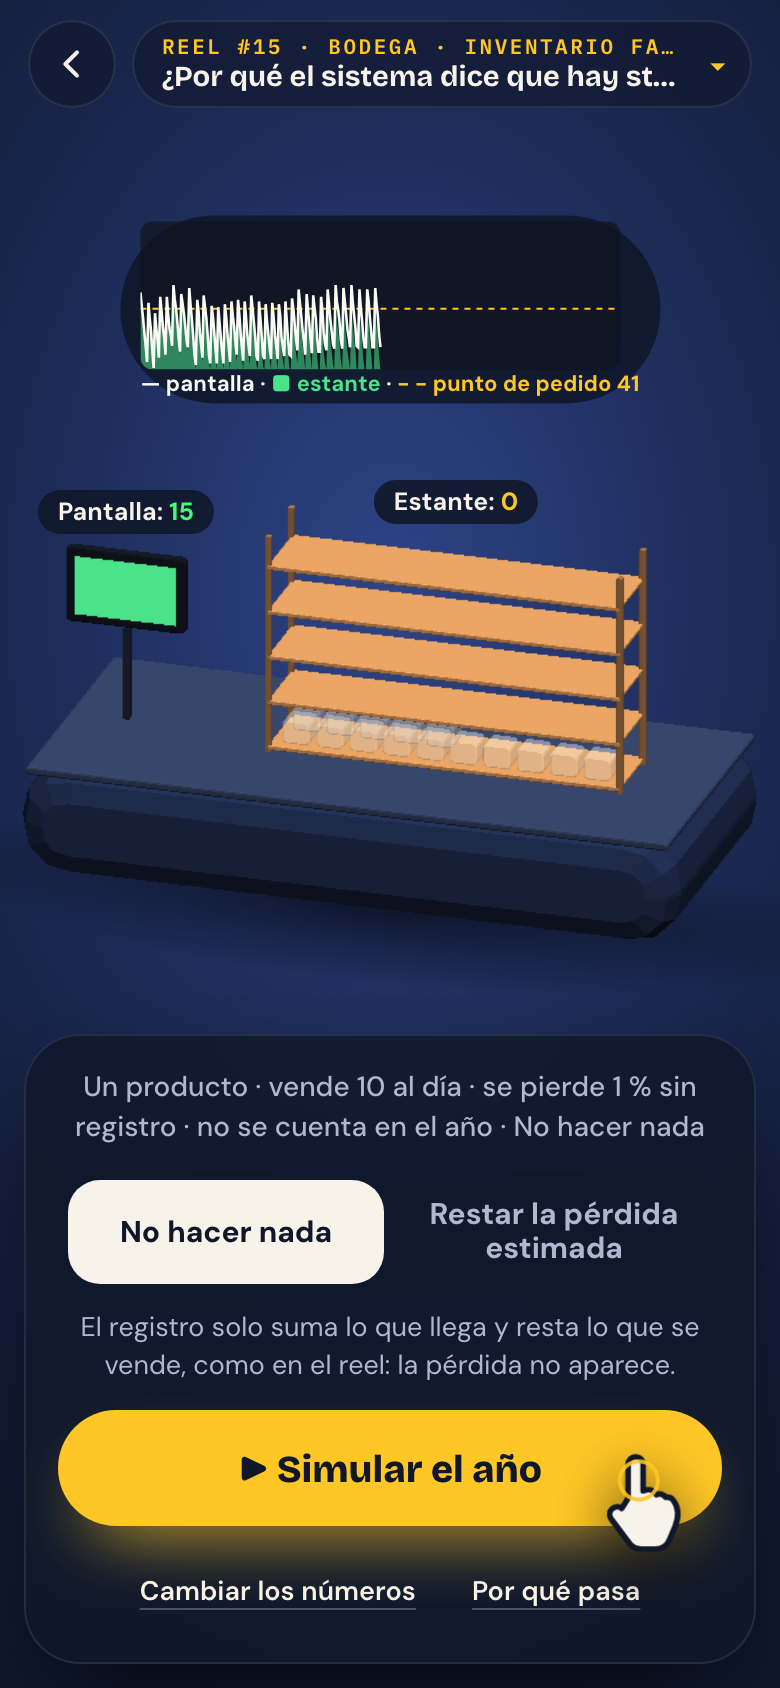 REEL #15 · BODEGA · INVENTARIO FA…
¿Por qué el sistema dice que hay st…
— pantalla · estante · - - punto de pedido 41
Pantalla: 15
Estante: 0
Un producto · vende 10 al día · se pierde 1 % sin
registro · no se cuenta en el año · No hacer nada
No hacer nada
Restar la pérdida
estimada
El registro solo suma lo que llega y resta lo que se
vende, como en el reel: la pérdida no aparece.
Simular el año
Cambiar los números
Por qué pasa